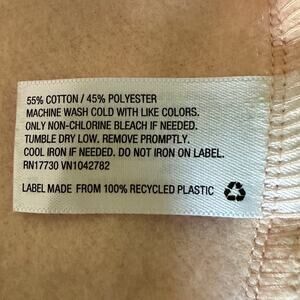 55% COTTON / 45% POLYESTER
MACHINE WASH COLD WITH LIKE COLORS.
ONLY NON-CHLORINE BLEACH IF NEEDED.
TUMBLE DRY LOW. REMOVE PROMPTLY.
COOL IRON IF NEEDED. DO NOT IRON ON LABEL.
RN17730 VN1042782
LABEL MADE FROM 100% RECYCLED PLASTIC